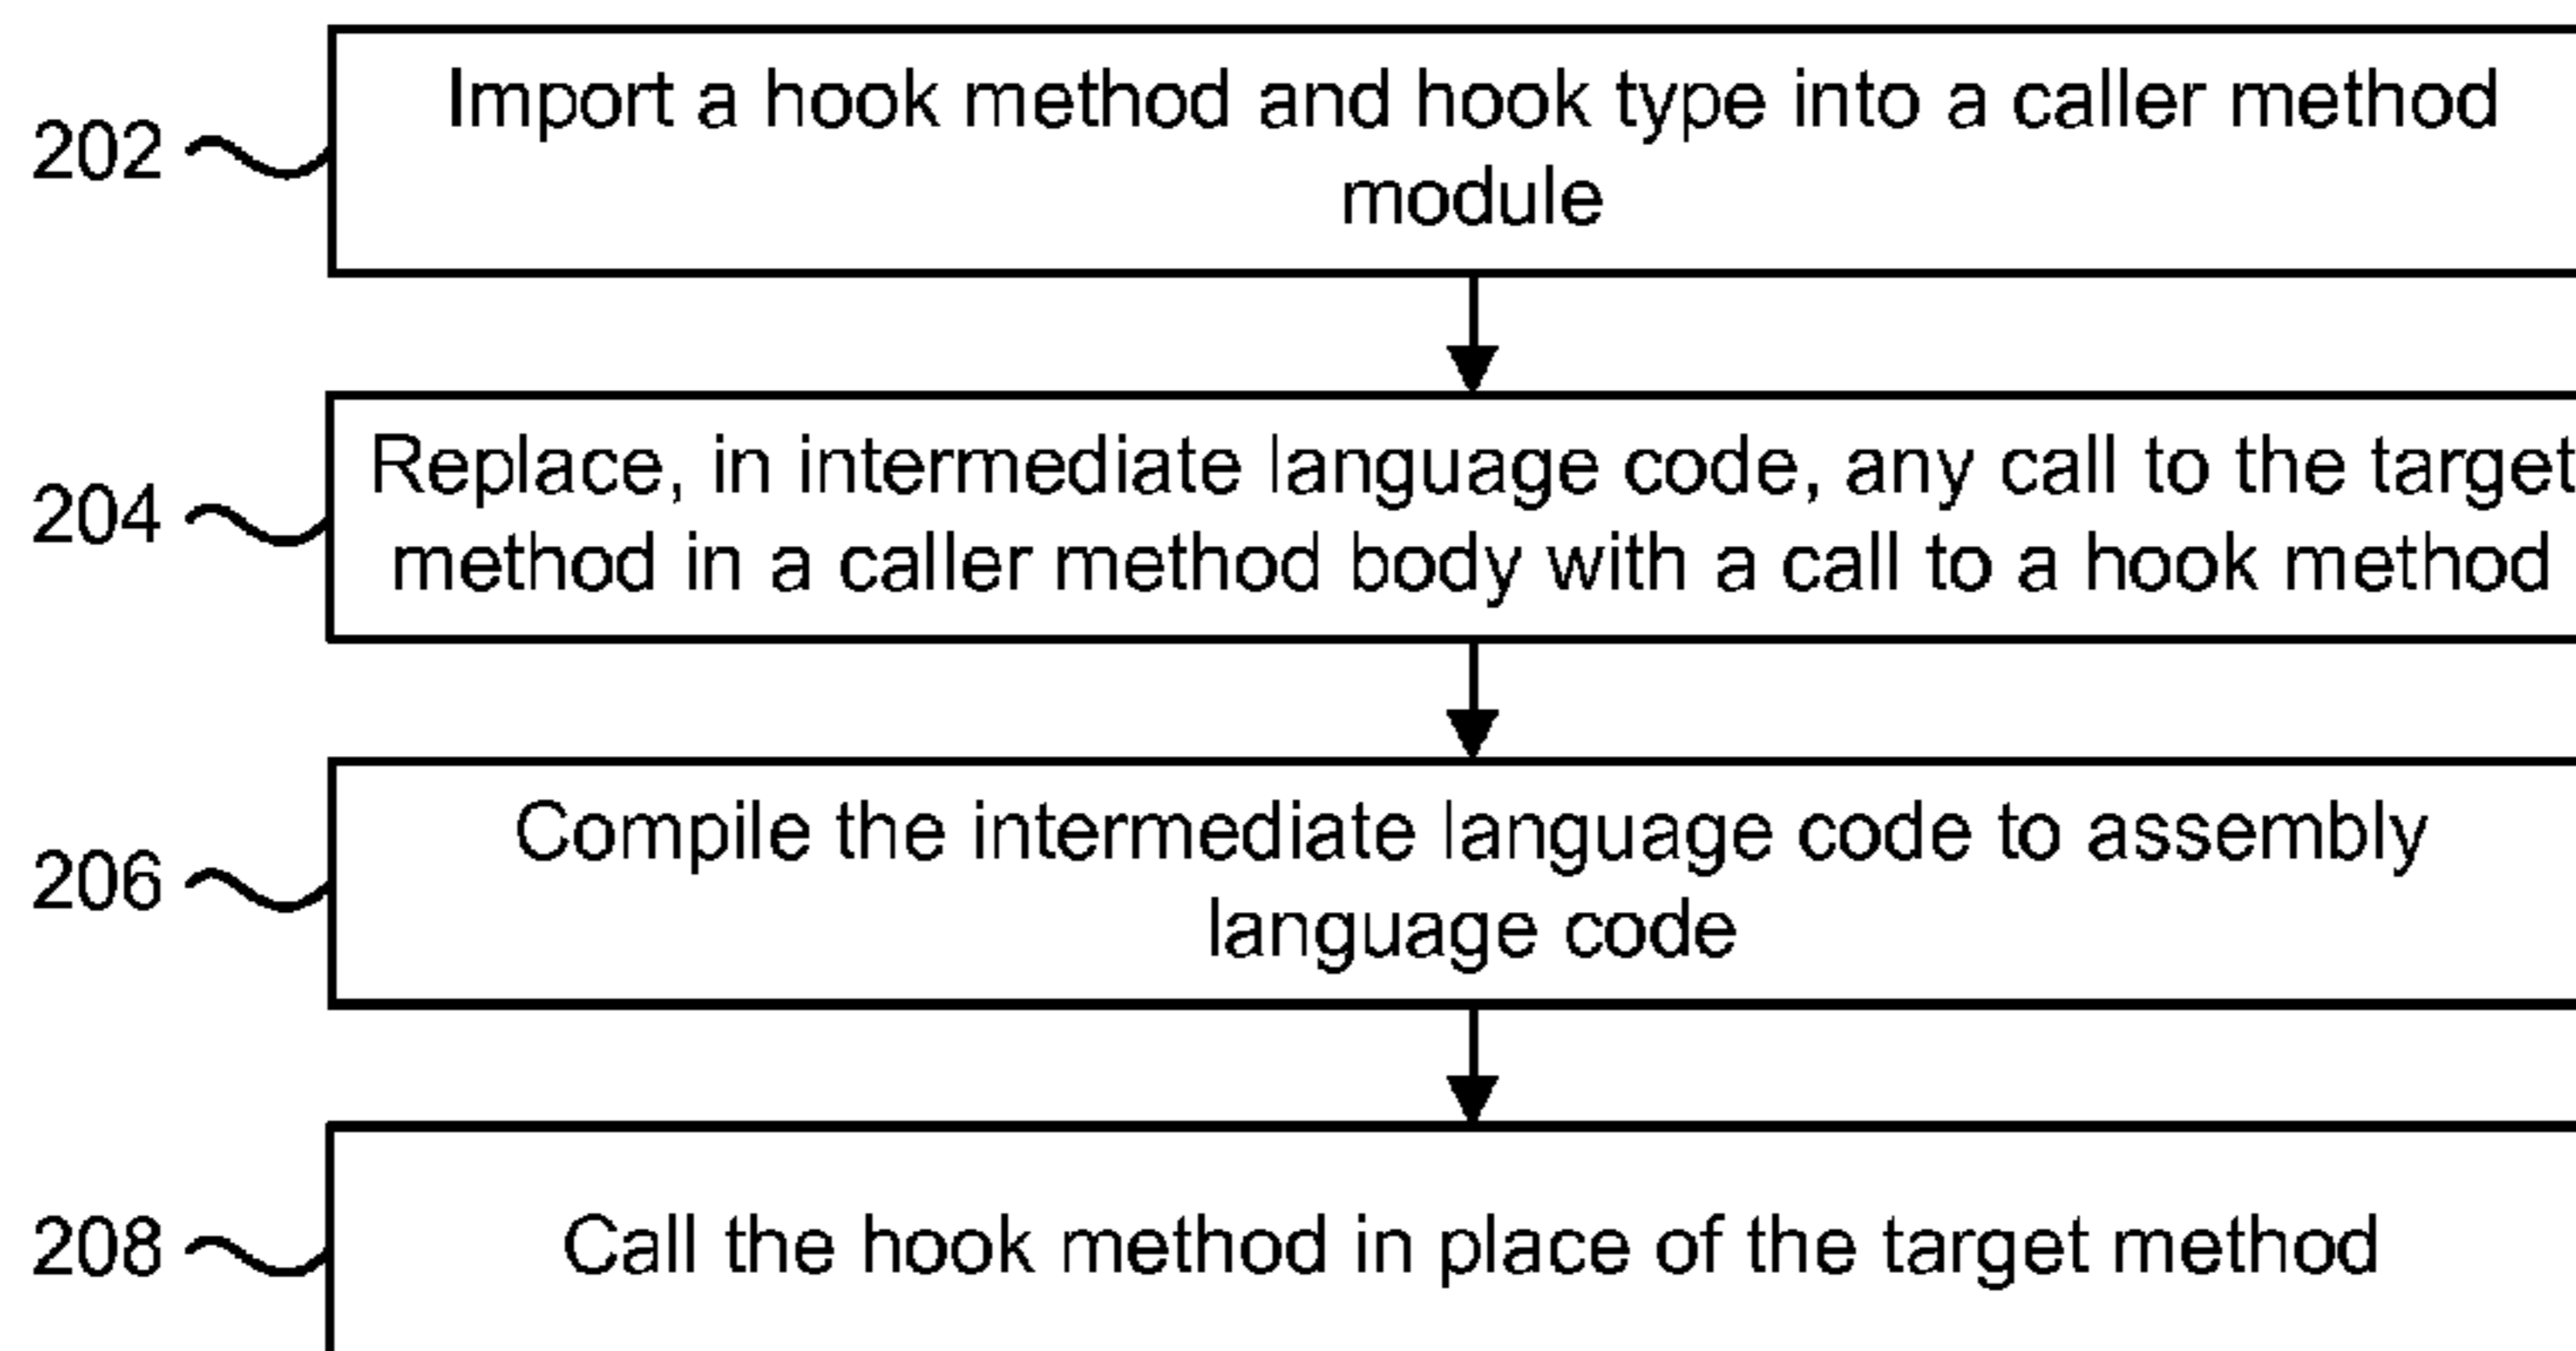 202
Import a hook method and hook type into a caller method
module
204
Replace, in intermediate language code, any call to the target
method in a caller method body with a call to a hook method
206
Compile the intermediate language code to assembly
language code
208
Call the hook method in place of the target method